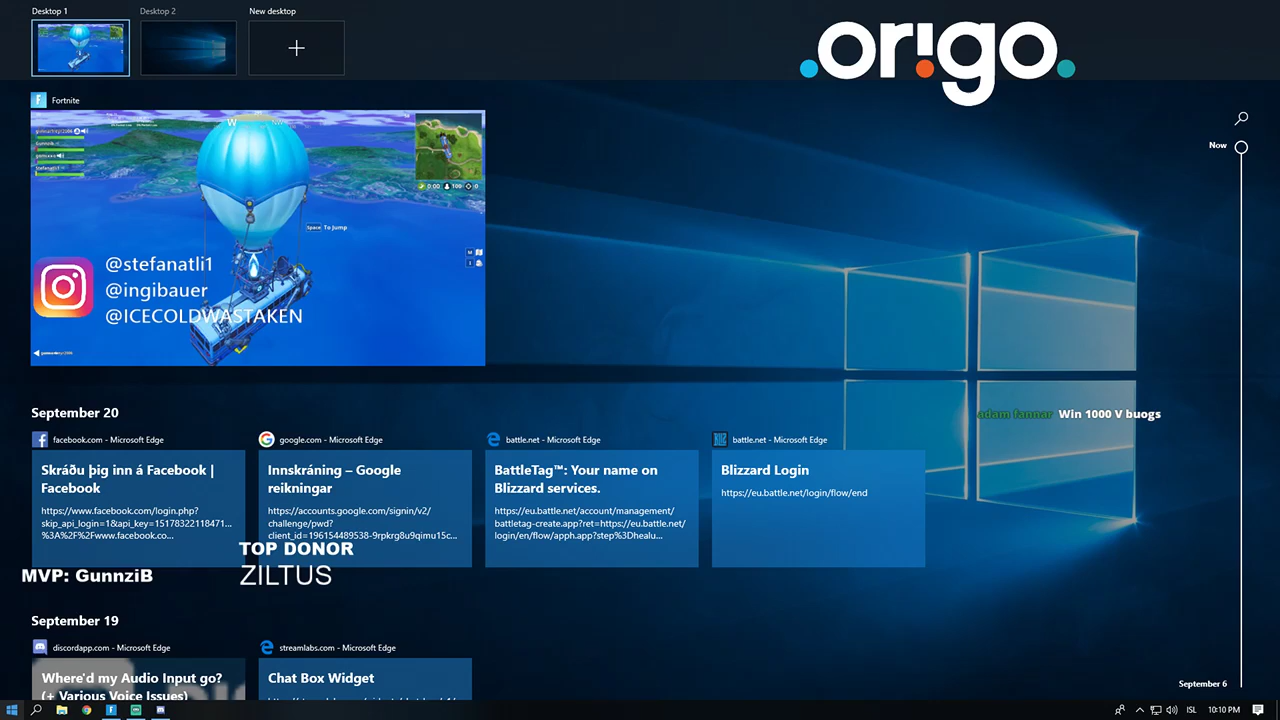 Desktop 1
Desktop 2
New desktop
.origo.
Fortnite
W
NW
Gunnzib
Stefanatli1
0:00
100
0
Space To Jump
M
I
Now
@stefanatli1
@ingibauer
@ICECOLDWASTAKEN
September 20
adam fannar Win 1000 V buogs
facebook.com - Microsoft Edge
google.com - Microsoft Edge
battle.net - Microsoft Edge
battle.net - Microsoft Edge
Skráðu þig inn á Facebook |
Facebook
https://www.facebook.com/login.php?
skip_api_login=1&api_key=15178322118471...
%3A%2F%2Fwww.facebook.co...
Innskráning – Google
reikningar
https://accounts.google.com/signin/v2/
challenge/pwd?
client_id=196154489538-9rpkrg8u9qimu15c...
BattleTag™: Your name on
Blizzard services.
https://eu.battle.net/account/management/
battletag-create.app?ret=https://eu.battle.net/
login/en/flow/apph.app?step%3Dhealu...
Blizzard Login
https://eu.battle.net/login/flow/end
TOP DONOR
ZILTUS
MVP: GunnziB
September 19
discordapp.com - Microsoft Edge
streamlabs.com - Microsoft Edge
Where'd my Audio Input go?
(+ Various Voice Issues)
Chat Box Widget
September 6
ISL
10:10 PM